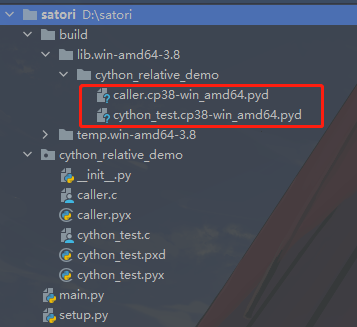 satori D:\satori
build
lib.win-amd64-3.8
cython_relative_demo
caller.cp38-win_amd64.pyd
cython_test.cp38-win_amd64.pyd
temp.win-amd64-3.8
cython_relative_demo
__init__.py
caller.c
caller.pyx
cython_test.c
cython_test.pxd
cython_test.pyx
main.py
setup.py